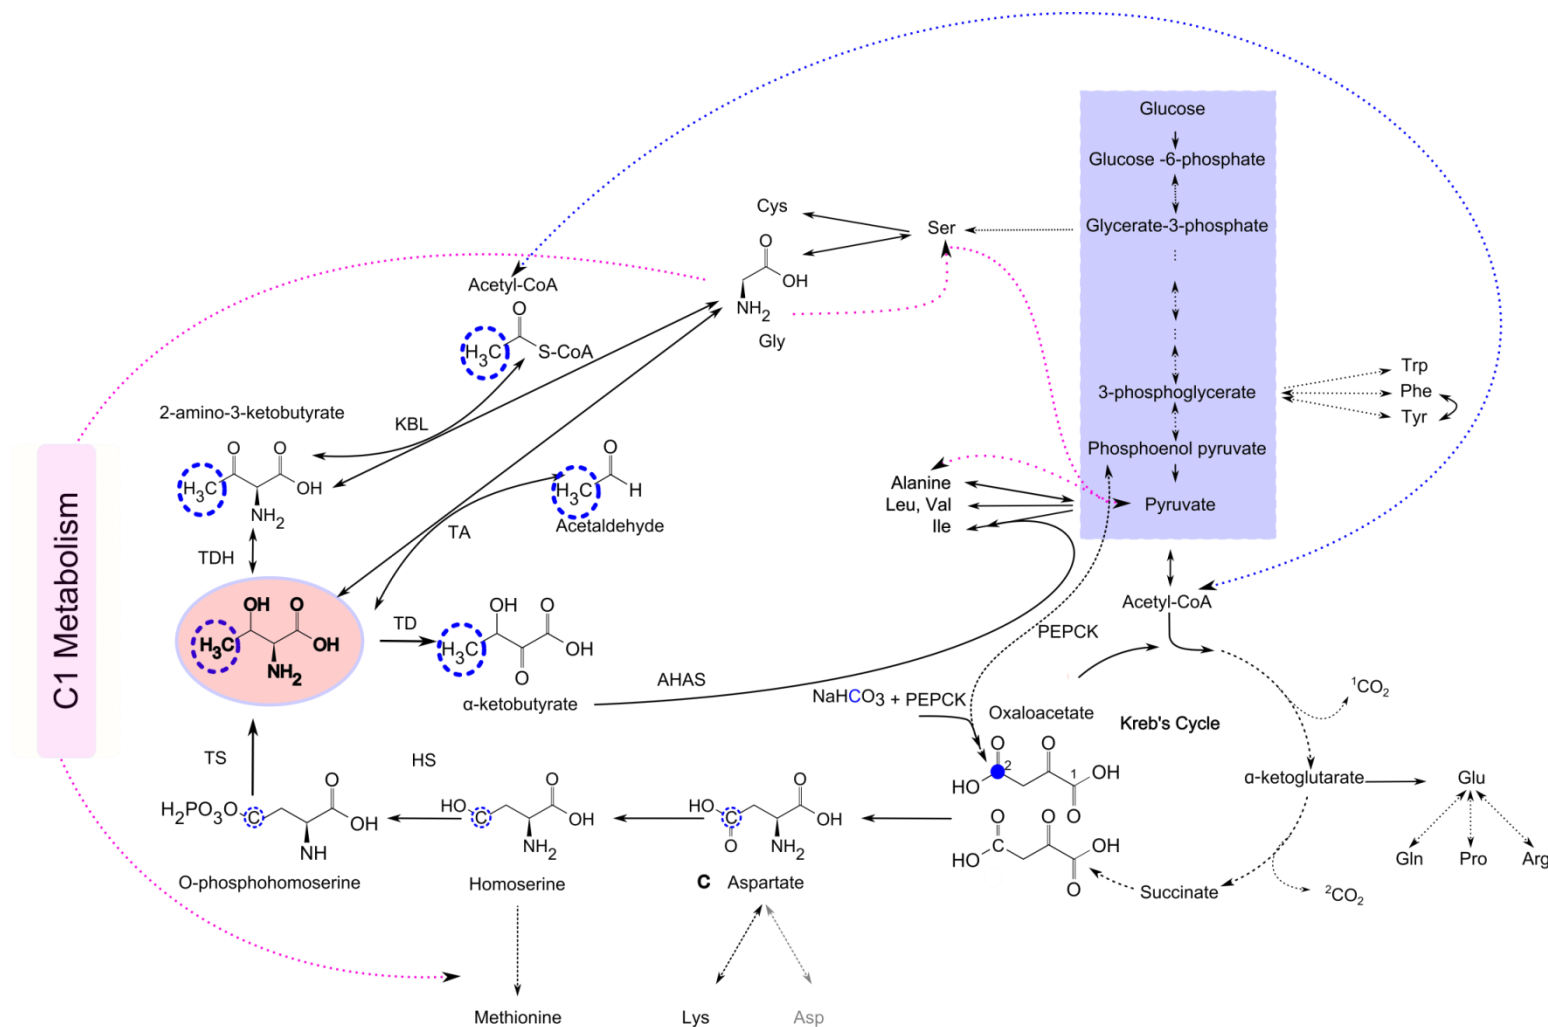 Glucose
Glucose -6-phosphate
Glycerate-3-phosphate
3-phosphoglycerate
Phosphoenol pyruvate
Pyruvate
Trp
Phe
Tyr
Cys
Ser
O
OH
NH2
Gly
Acetyl-CoA
O
H3C
S-CoA
KBL
2-amino-3-ketobutyrate
O
O
H3C
OH
NH2
O
H3C
H
Acetaldehyde
TA
Alanine
Leu, Val
Ile
C1 Metabolism
TDH
OH
O
H3C
OH
NH2
TD
OH
O
H3C
OH
O
α-ketobutyrate
AHAS
Acetyl-CoA
PEPCK
NaHCO3 + PEPCK
Oxaloacetate
Kreb's Cycle
1CO2
O
2
O
HO
1
OH
O
α-ketoglutarate
Glu
Gln
Pro
Arg
O
O
HO
OH
O
Succinate
2CO2
TS
HS
O
H2PO3O
C
OH
NH
O-phosphohomoserine
O
HO
C
OH
NH2
Homoserine
O
HO
C
OH
O
NH2
C Aspartate
Methionine
Lys
Asp